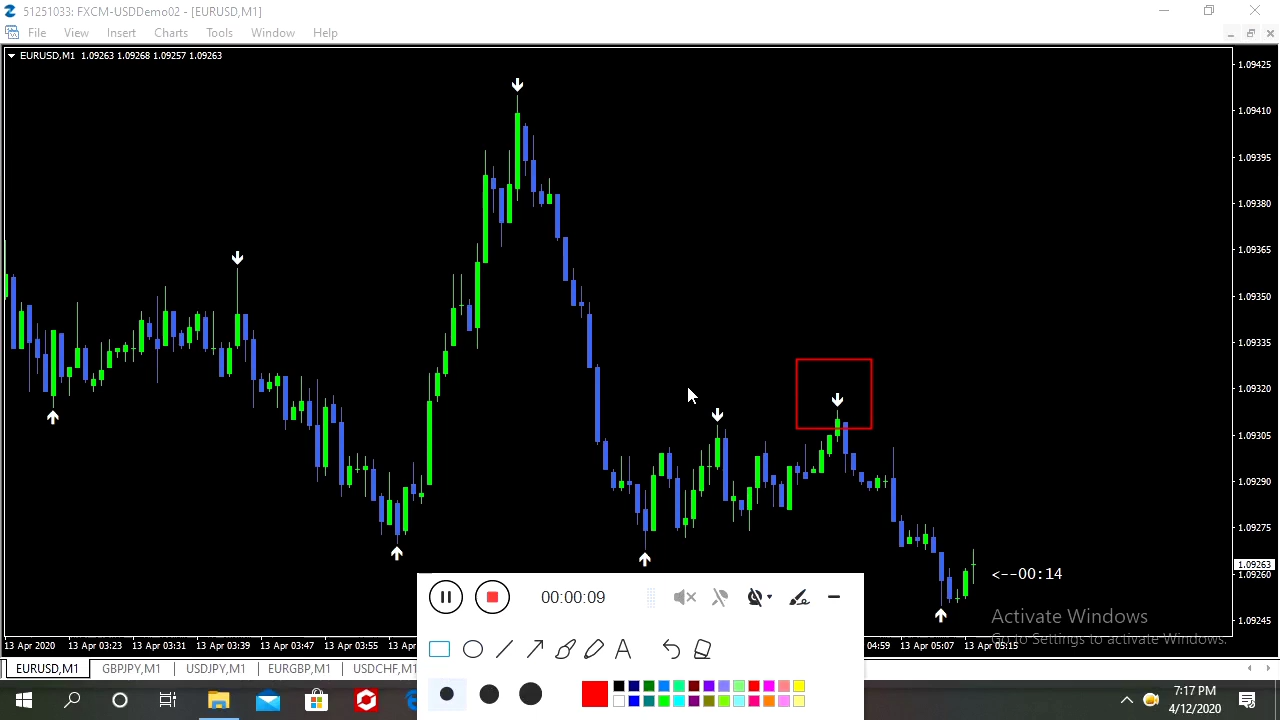 51251033: FXCM-USDDemo02 - [EURUSD,M1]
File View Insert Charts Tools Window Help
EURUSD,M1 1.09263 1.09268 1.09257 1.09263
1.09425
1.09410
1.09395
1.09380
1.09365
1.09350
1.09335
1.09320
1.09305
1.09290
1.09275
1.09263
1.09260
1.09245
<--00:14
Activate Windows
Go to Settings to activate Windows.
00:00:09
13 Apr 2020 13 Apr 03:23 13 Apr 03:31 13 Apr 03:39 13 Apr 03:47 13 Apr 03:55 13 Ap 04:59 13 Apr 05:07 13 Apr 05:15
EURUSD,M1 GBPJPY,M1 USDJPY,M1 EURGBP,M1 USDCHF,M1
A
7:17 PM
4/12/2020